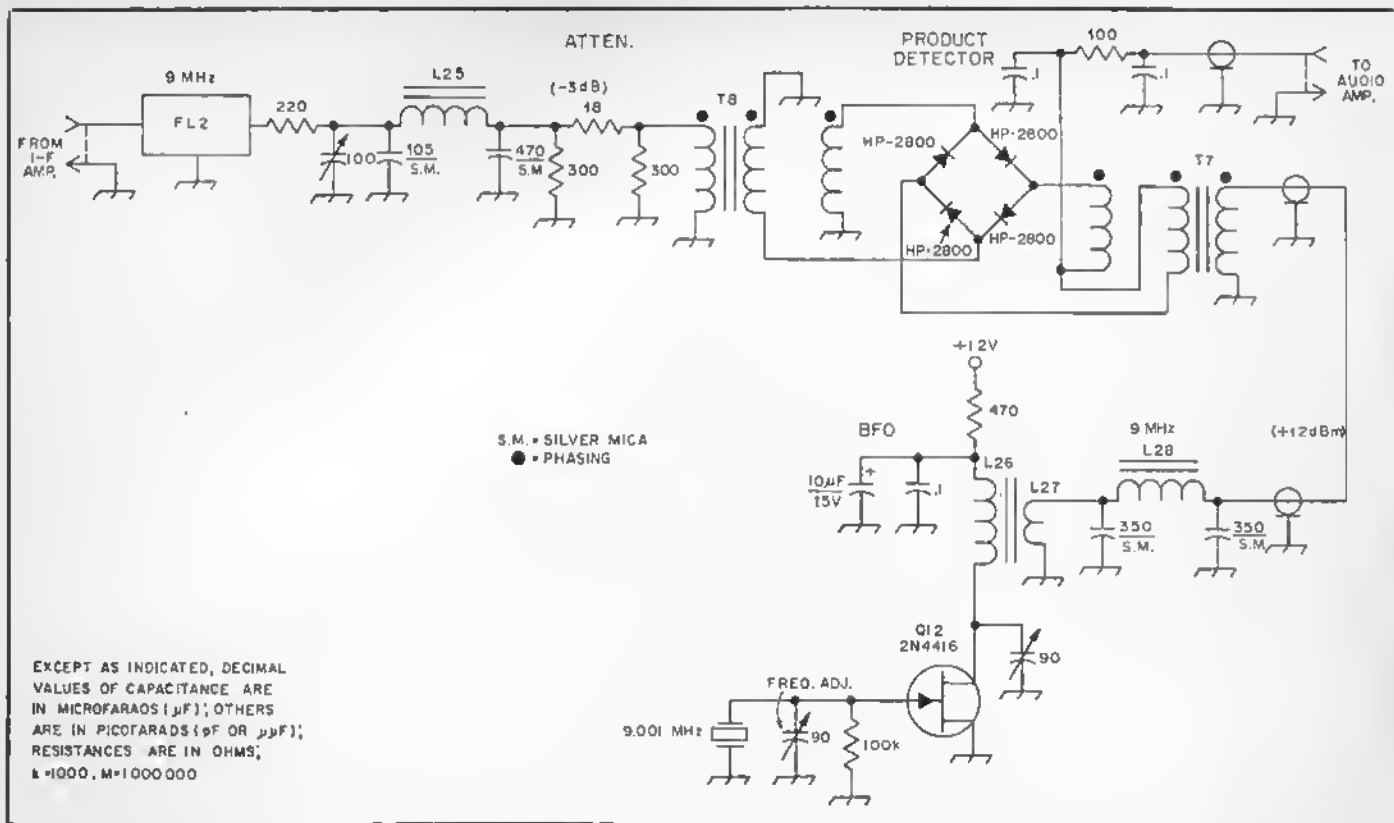 ATTEN.
PRODUCT
DETECTOR
100
.1
.1
TO
AUDIO
AMP.
9 MHz
FL2
FROM
I-F
AMP.
220
L25
100
105
S.M.
470
S.M
(-3dB)
18
300
300
T8
HP-2800
HP-2800
HP-2800
HP-2800
T7
S.M. = SILVER MICA
● = PHASING
+12V
470
BFO
10µF
15V
+
.1
L26
L27
9 MHz
L28
350
S.M.
350
S.M
(+12dBm)
Q12
2N4416
90
FREQ. ADJ.
9.001 MHz
90
100k
EXCEPT AS INDICATED, DECIMAL
VALUES OF CAPACITANCE ARE
IN MICROFARADS (µF); OTHERS
ARE IN PICOFARADS (pF OR µµF);
RESISTANCES ARE IN OHMS;
k=1000, M=1000000